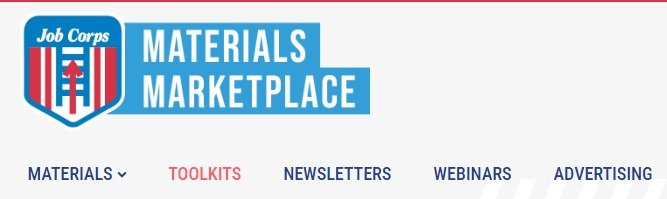 Job Corps
MATERIALS
MARKETPLACE
MATERIALS TOOLKITS NEWSLETTERS WEBINARS ADVERTISING